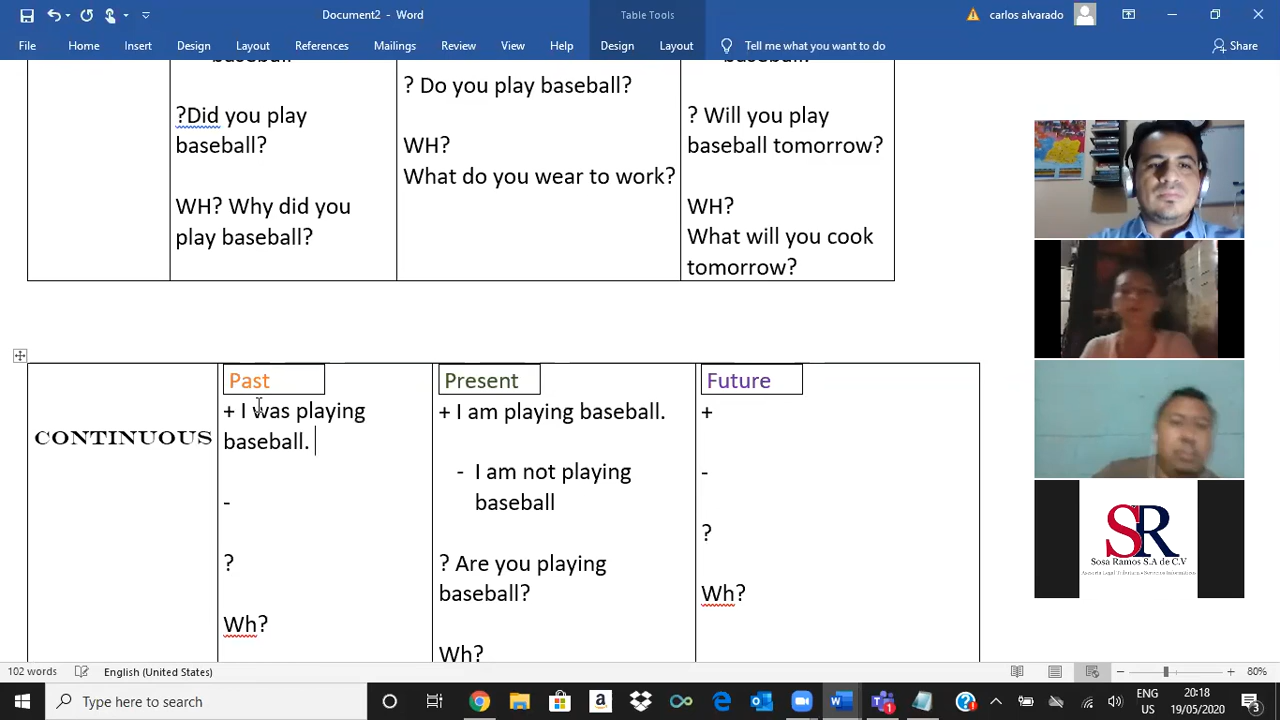 Document2 - Word
Table Tools
carlos alvarado
File Home Insert Design Layout References Mailings Review View Help Design Layout Tell me what you want to do Share
baseball
baseball.
? Do you play baseball?
?Did you play
baseball?
WH? Why did you
play baseball?
WH?
What do you wear to work?
? Will you play
baseball tomorrow?
WH?
What will you cook
tomorrow?
CONTINUOUS
Past
+ I was playing
baseball.
-
?
Wh?
Present
+ I am playing baseball.
- I am not playing
baseball
? Are you playing
baseball?
Wh?
Future
+
-
?
Wh?
SR
Sosa Ramos S.A de C.V
102 words English (United States) 80%
Type here to search
ENG
US
20:18
19/05/2020
3